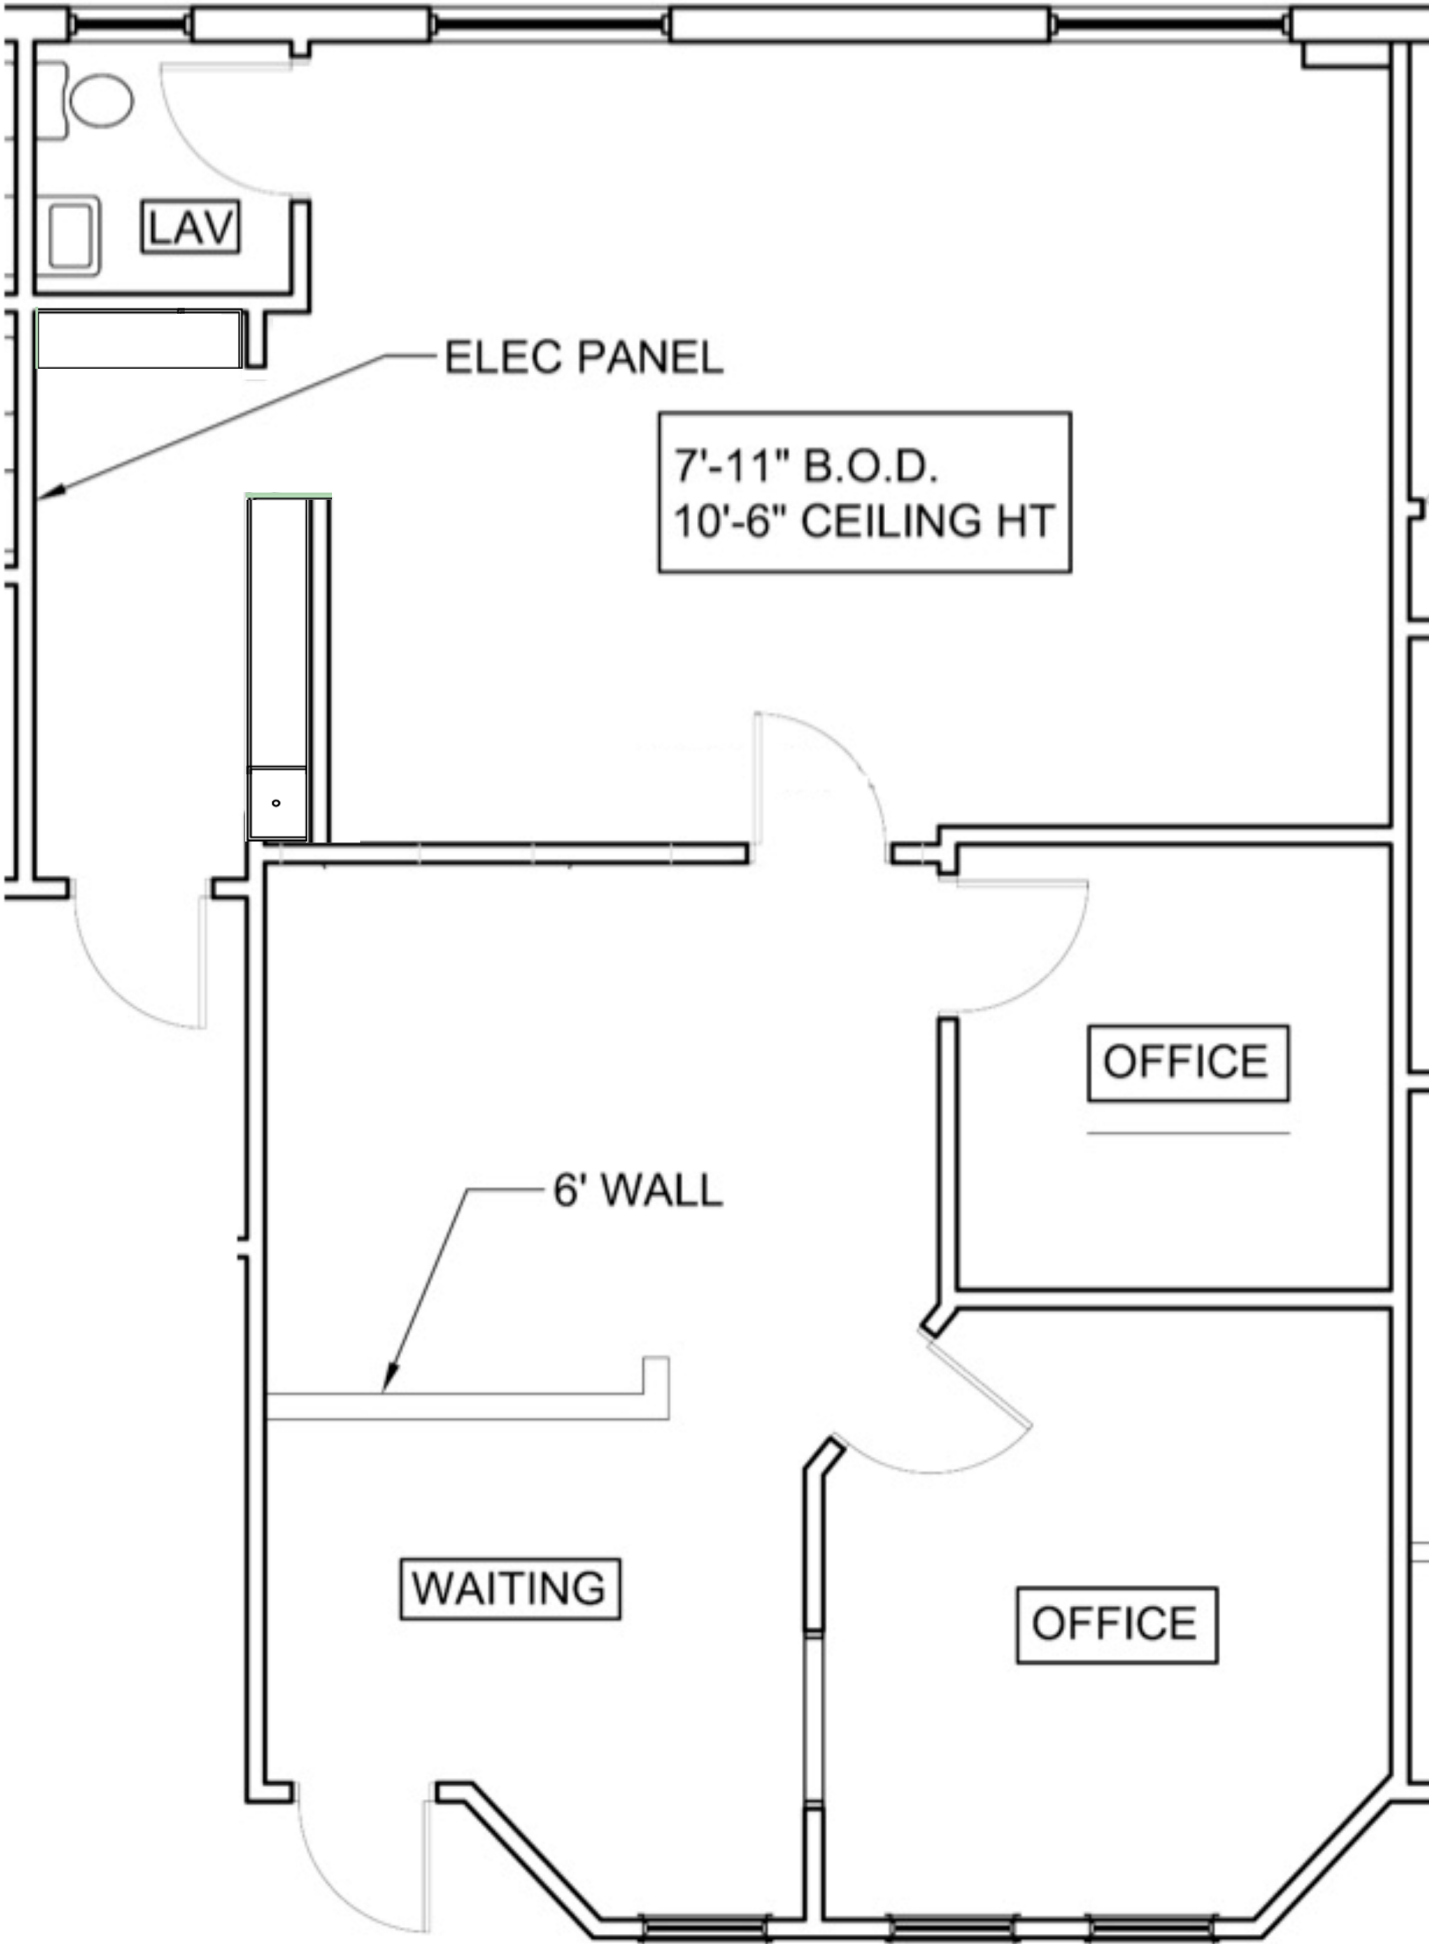 LAV
ELEC PANEL
7'-11" B.O.D.
10'-6" CEILING HT
OFFICE
6' WALL
WAITING
OFFICE